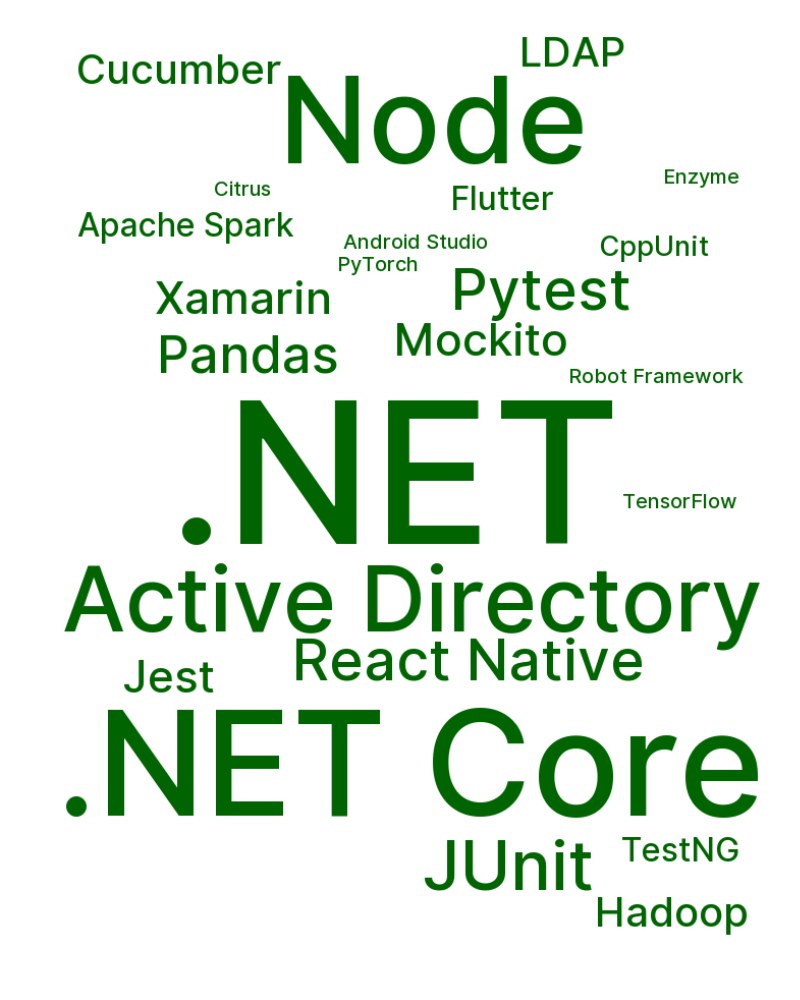 LDAP
Cucumber
Node
Enzyme
Citrus
Flutter
Apache Spark
Android Studio
CppUnit
PyTorch
Pytest
Xamarin
Mockito
Pandas
Robot Framework
.NET
TensorFlow
Active Directory
React Native
Jest
.NET Core
TestNG
JUnit
Hadoop